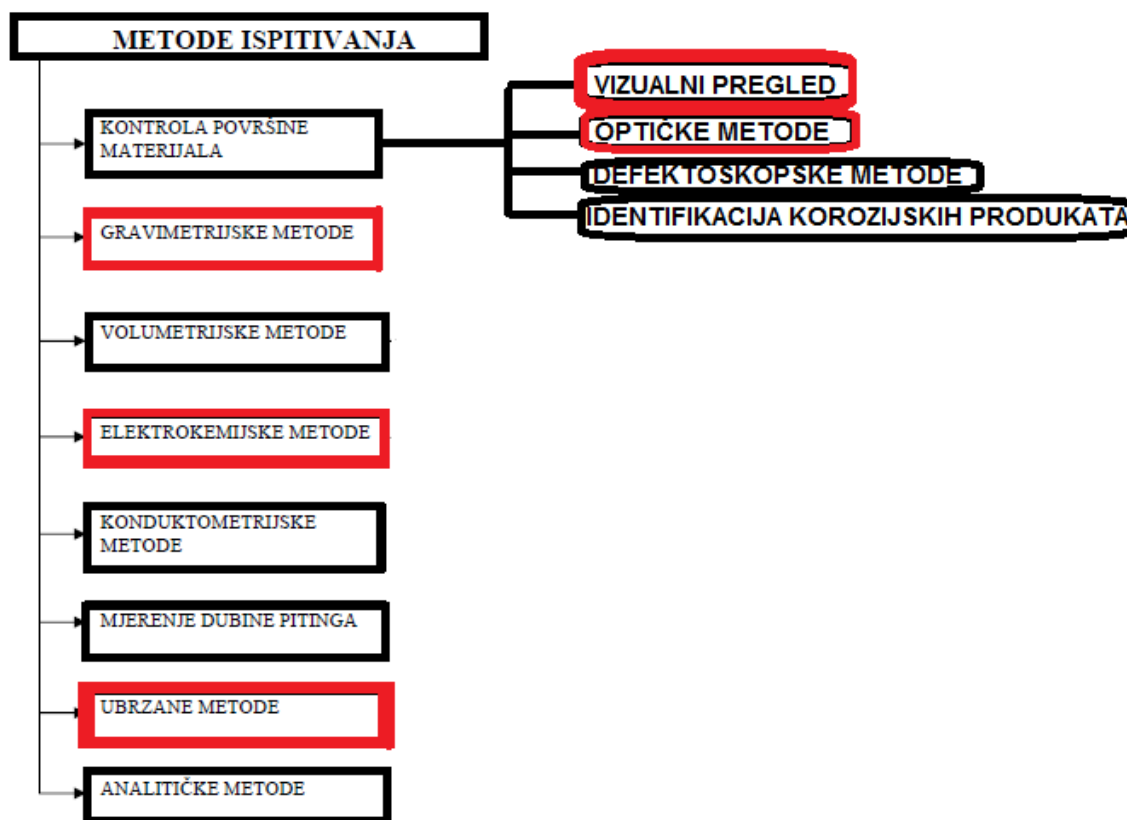 METODE ISPITIVANJA
KONTROLA POVRŠINE
MATERIJALA
VIZUALNI PREGLED
OPTIČKE METODE
DEFEKTOSKOPSKE METODE
IDENTIFIKACIJA KOROZIJSKIH PRODUKATA
GRAVIMETRIJSKE METODE
VOLUMETRIJSKE METODE
ELEKTROKEMIJSKE METODE
KONDUKTOMETRIJSKE
METODE
MJERENJE DUBINE PITINGA
UBRZANE METODE
ANALITIČKE METODE